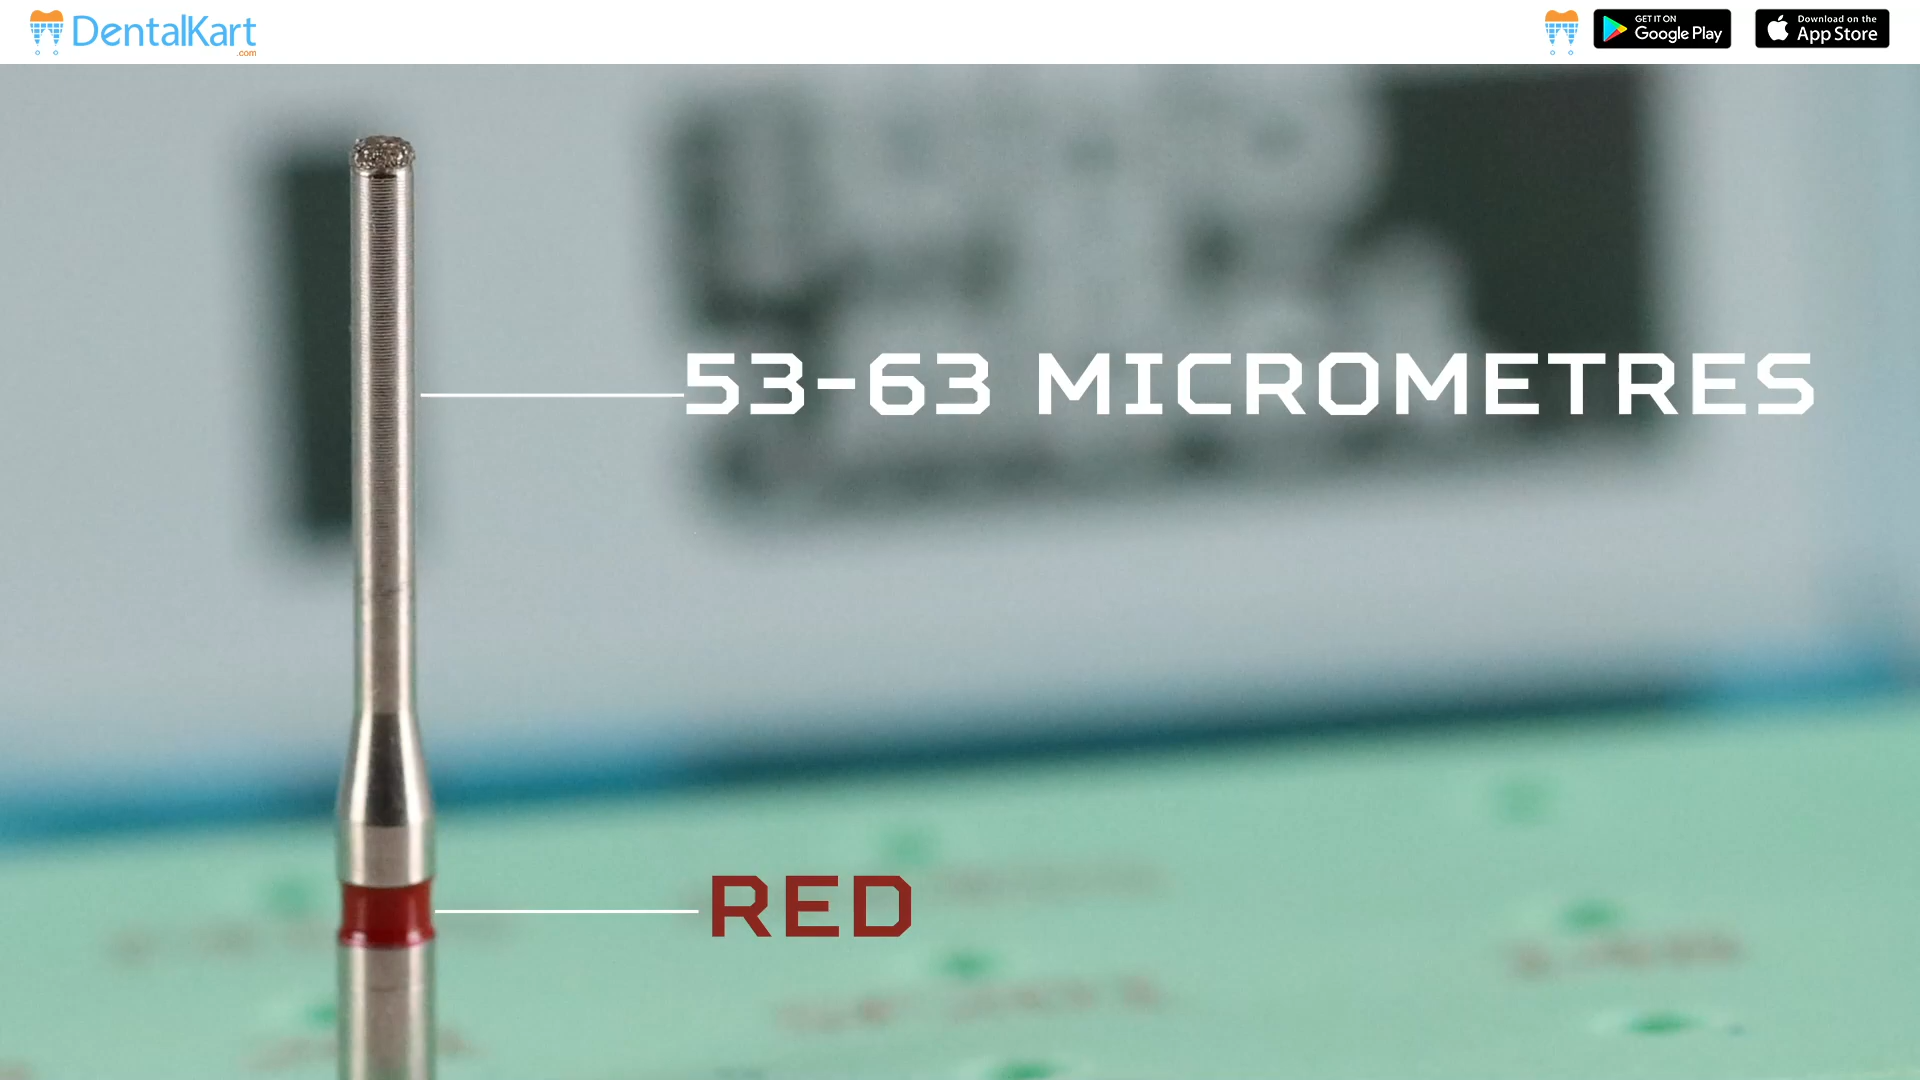 DentalKart
.com
GET IT ON
Google Play
Download on the
App Store
53-63 MICROMETRES
RED